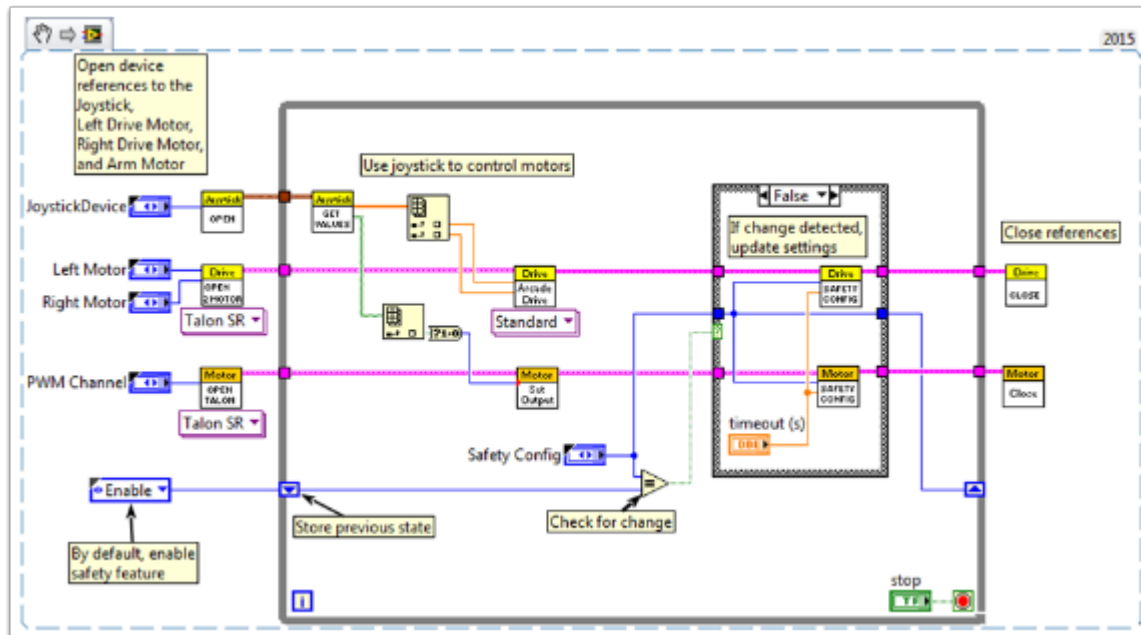 2015
Open device
references to the
Joystick,
Left Drive Motor,
Right Drive Motor,
and Arm Motor
Use joystick to control motors
False
If change detected,
update settings
Close references
JoystickDevice
Joystick
OPEN
Joystick
GET
VALUES
Left Motor
Right Motor
Drive
OPEN
2 MOTOR
Talon SR
Drive
Arcade
Drive
Standard
Drive
SAFETY
CONFIG
Drive
CLOSE
PWM Channel
Motor
OPEN
TALON
Talon SR
Motor
Set
Output
Motor
SAFETY
CONFIG
Motor
Close
timeout (s)
DBL
Safety Config
Enable
Store previous state
Check for change
By default, enable
safety feature
i
stop
TF